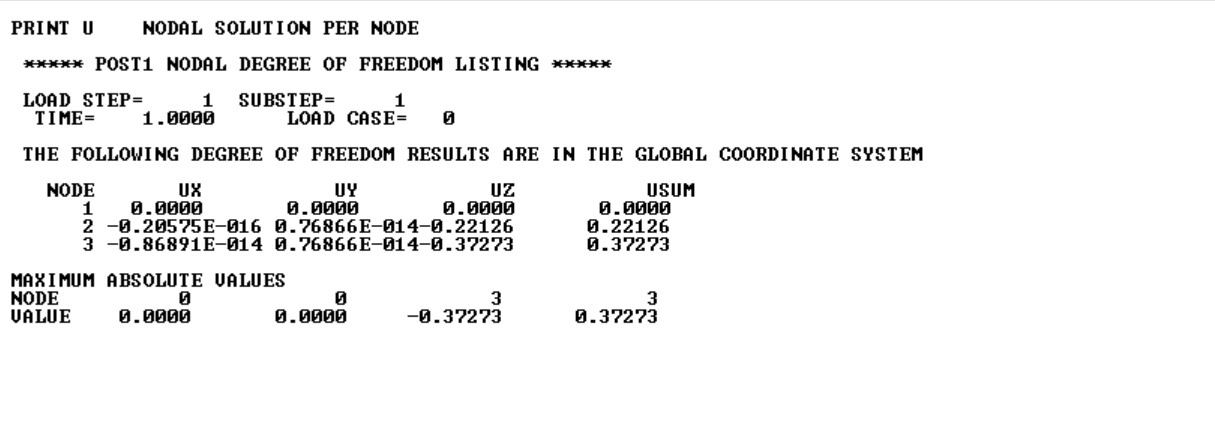 PRINT U    NODAL SOLUTION PER NODE
***** POST1 NODAL DEGREE OF FREEDOM LISTING *****
LOAD STEP=     1  SUBSTEP=     1
TIME=    1.0000      LOAD CASE=   0
THE FOLLOWING DEGREE OF FREEDOM RESULTS ARE IN THE GLOBAL COORDINATE SYSTEM
NODE       UX           UY           UZ           USUM
1   0.0000       0.0000       0.0000       0.0000
2 -0.20575E-016 0.76866E-014-0.22126      0.22126
3 -0.86891E-014 0.76866E-014-0.37273      0.37273
MAXIMUM ABSOLUTE VALUES
NODE          0            0            3            3
VALUE    0.0000       0.0000     -0.37273     0.37273